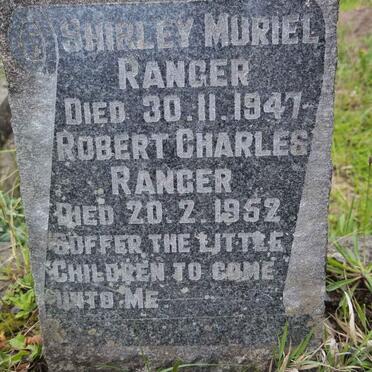 SHIRLEY MURIEL
RANGER
DIED 30.11.1947
ROBERT CHARLES
RANGER
DIED 20.2.1952
SUFFER THE LITTLE
CHILDREN TO COME
UNTO ME